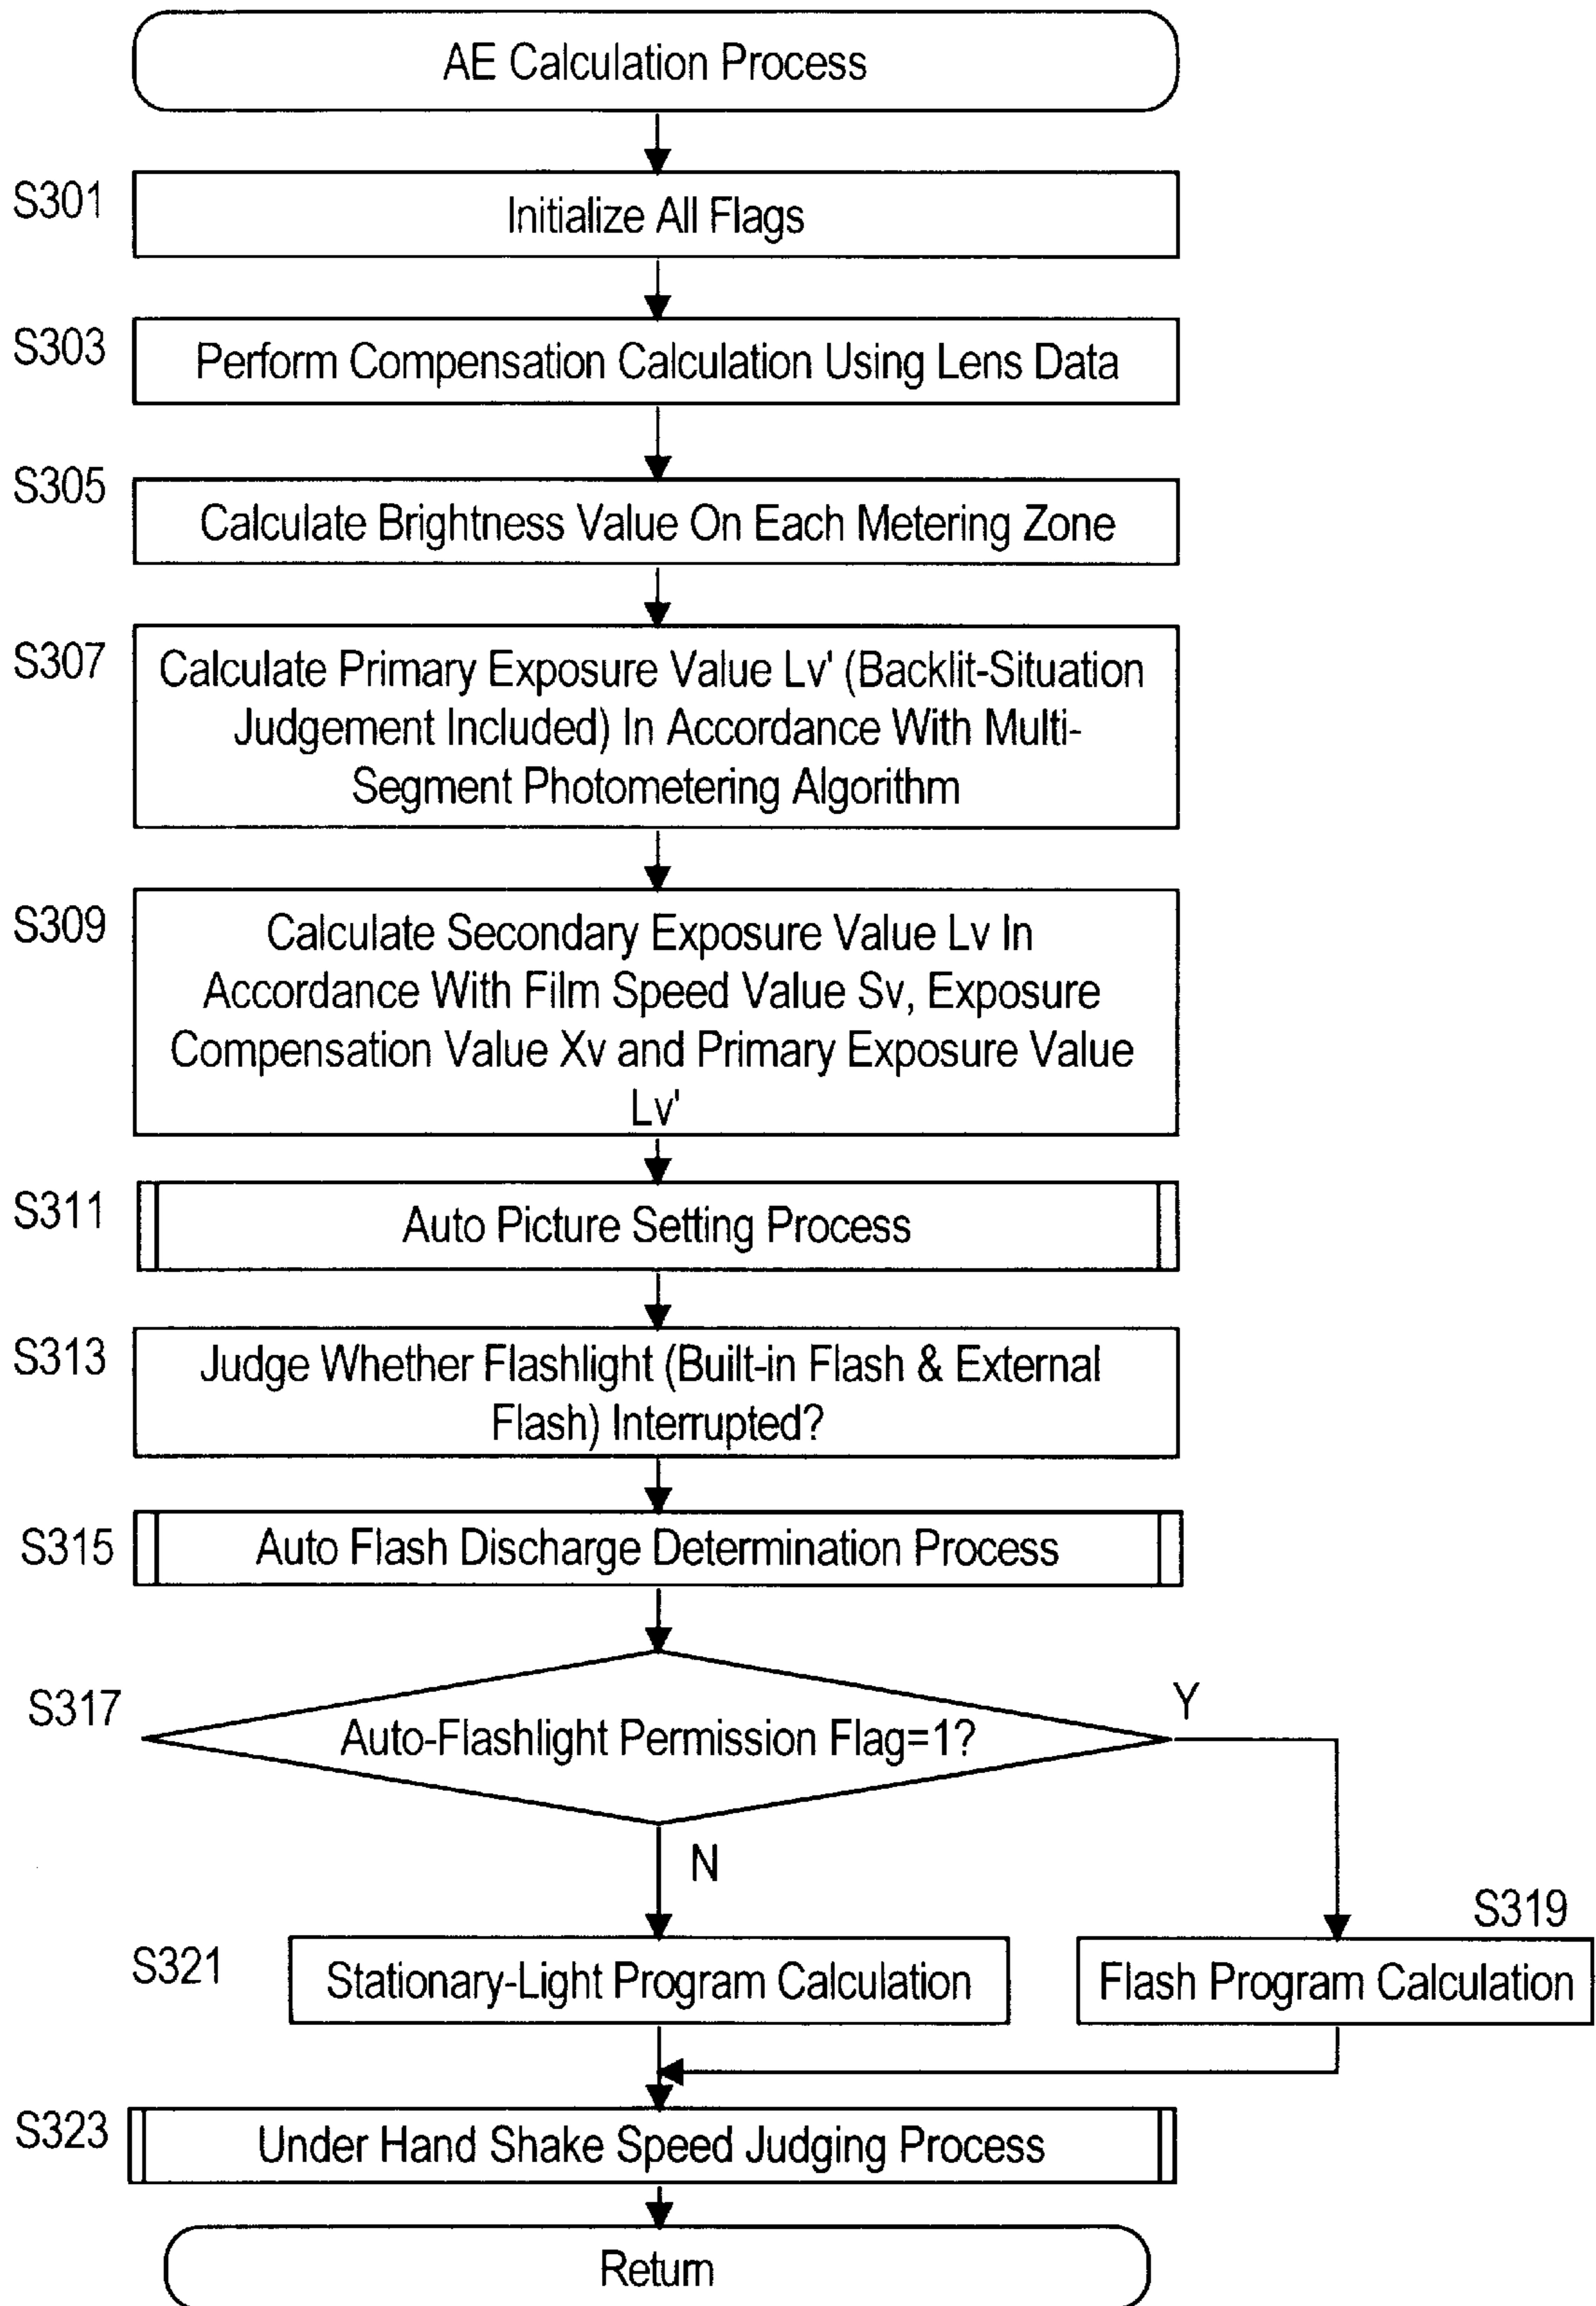 AE Calculation Process
S301
Initialize All Flags
S303
Perform Compensation Calculation Using Lens Data
S305
Calculate Brightness Value On Each Metering Zone
S307
Calculate Primary Exposure Value Lv' (Backlit-Situation
Judgement Included) In Accordance With Multi-
Segment Photometering Algorithm
S309
Calculate Secondary Exposure Value Lv In
Accordance With Film Speed Value Sv, Exposure
Compensation Value Xv and Primary Exposure Value
Lv'
S311
Auto Picture Setting Process
S313
Judge Whether Flashlight (Built-in Flash & External
Flash) Interrupted?
S315
Auto Flash Discharge Determination Process
S317
Auto-Flashlight Permission Flag=1?
Y
N
S319
S321
Stationary-Light Program Calculation
Flash Program Calculation
S323
Under Hand Shake Speed Judging Process
Return